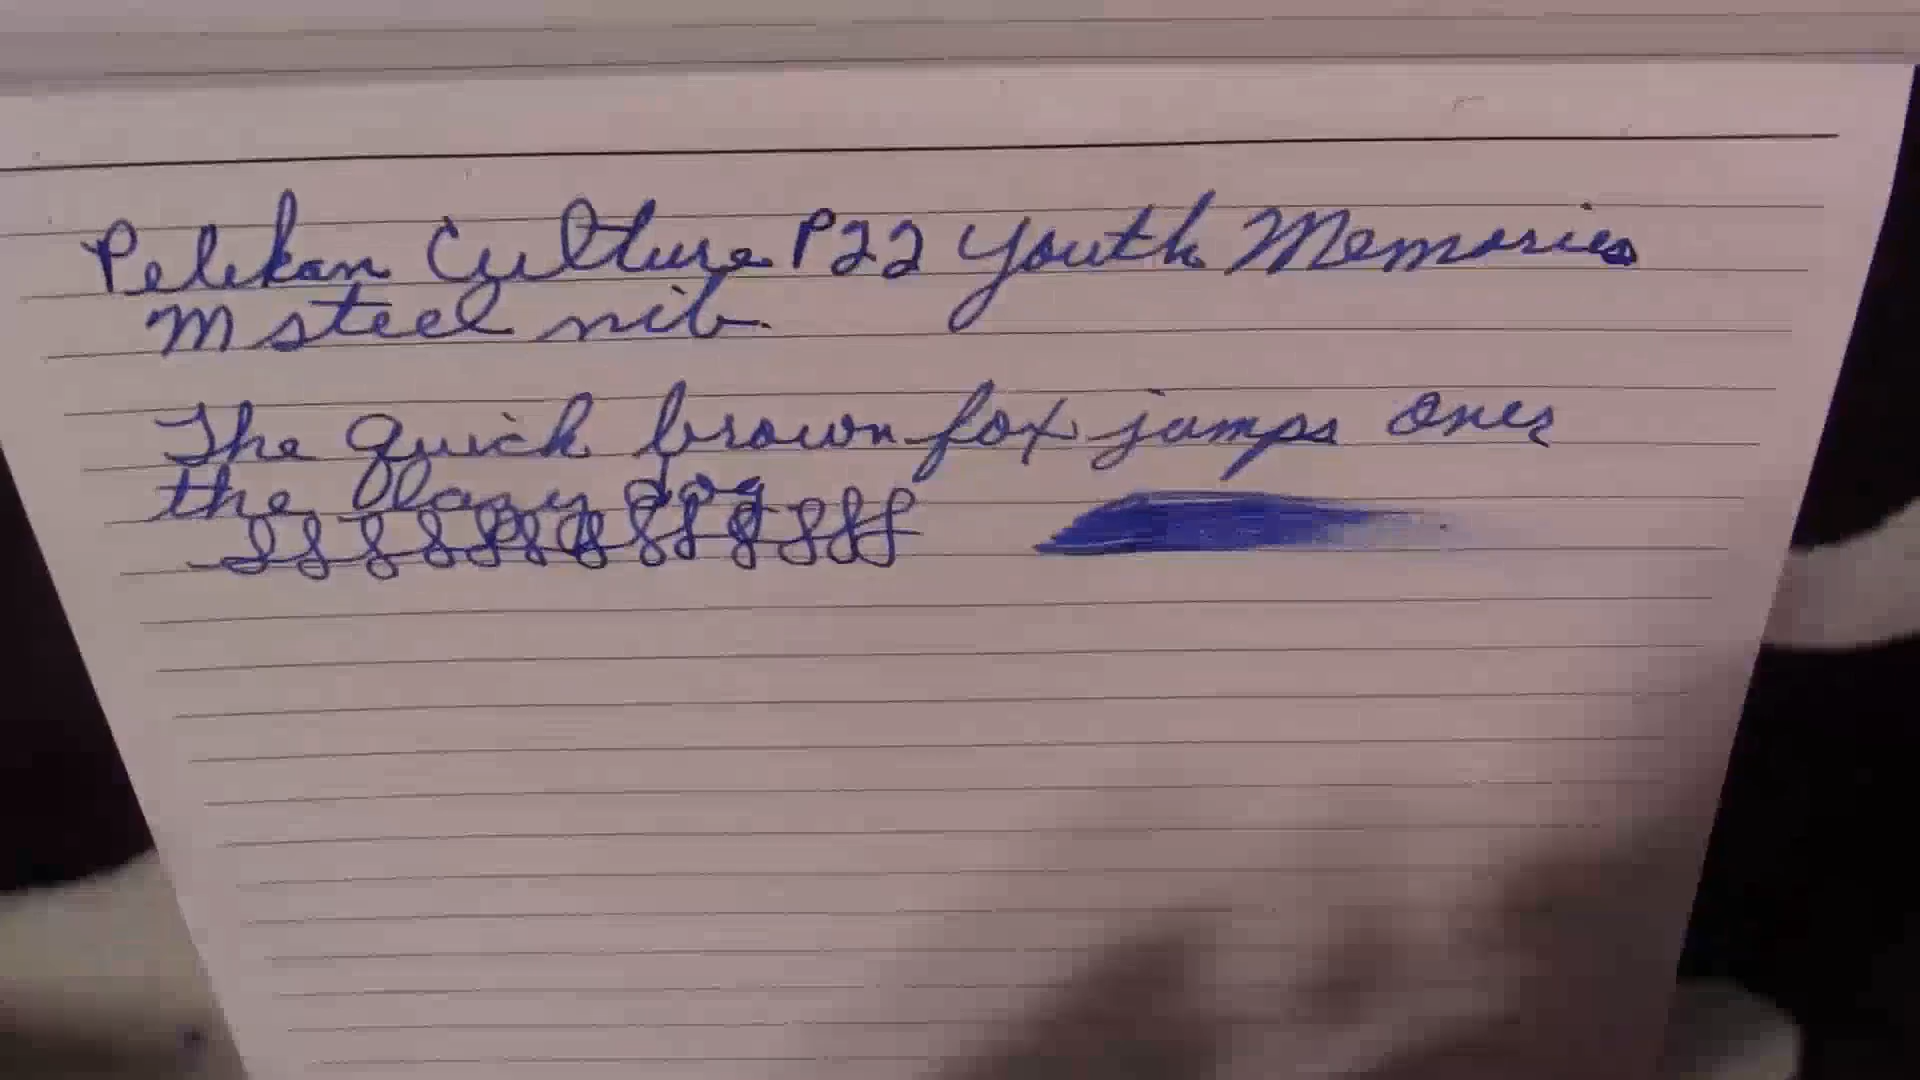 Pelikan Culture P22 Youth Memories
M steel nib.
The quick brown fox jumps over
the lazy dog